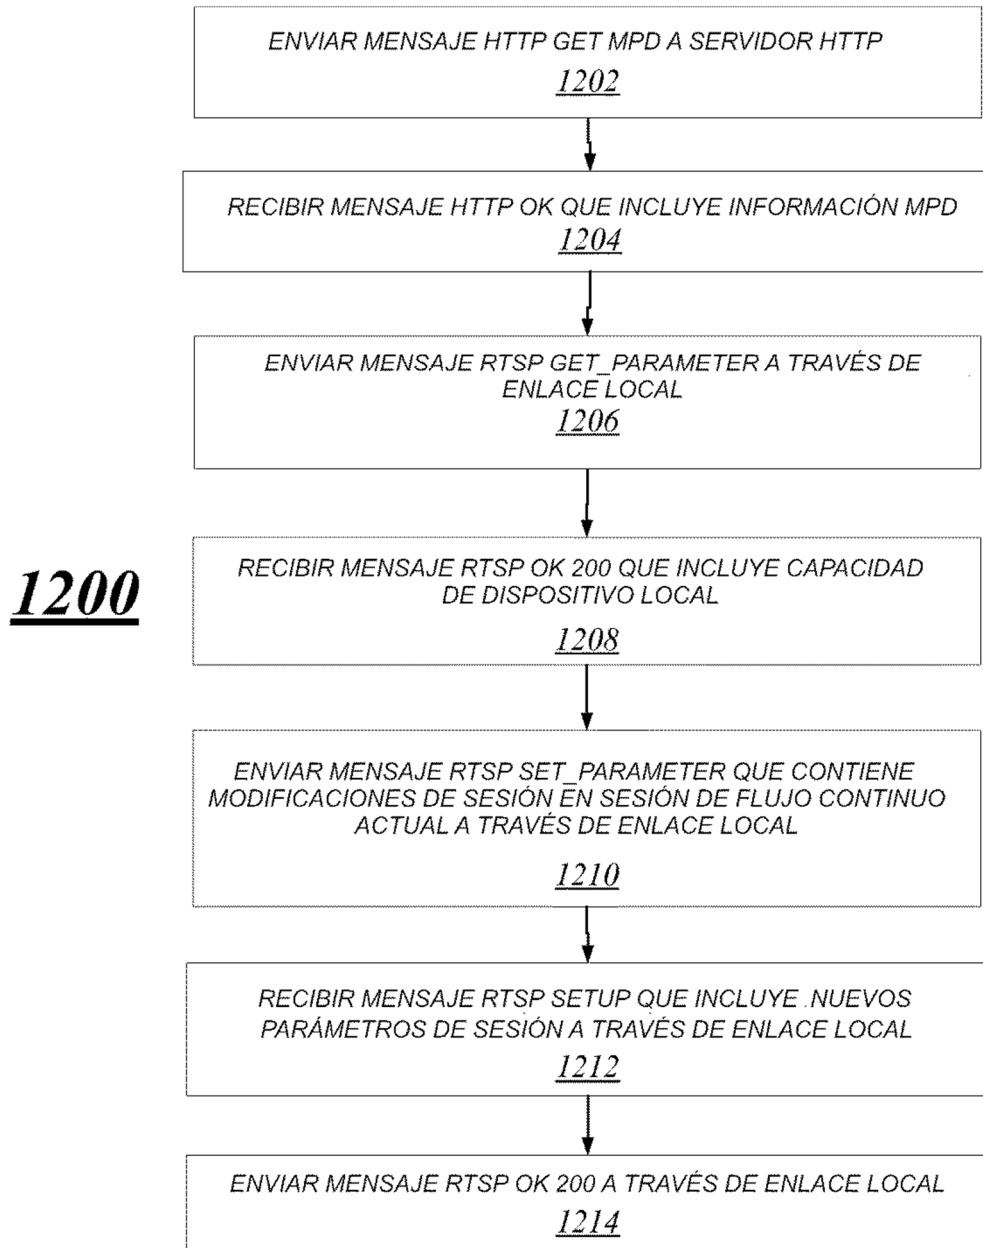 ENVIAR MENSAJE HTTP GET MPD A SERVIDOR HTTP
1202
RECIBIR MENSAJE HTTP OK QUE INCLUYE INFORMACIÓN MPD
1204
ENVIAR MENSAJE RTSP GET_PARAMETER A TRAVÉS DE
ENLACE LOCAL
1206
RECIBIR MENSAJE RTSP OK 200 QUE INCLUYE CAPACIDAD
DE DISPOSITIVO LOCAL
1208
1200
ENVIAR MENSAJE RTSP SET_PARAMETER QUE CONTIENE
MODIFICACIONES DE SESIÓN EN SESIÓN DE FLUJO CONTINUO
ACTUAL A TRAVÉS DE ENLACE LOCAL
1210
RECIBIR MENSAJE RTSP SETUP QUE INCLUYE NUEVOS
PARÁMETROS DE SESIÓN A TRAVÉS DE ENLACE LOCAL
1212
ENVIAR MENSAJE RTSP OK 200 A TRAVÉS DE ENLACE LOCAL
1214